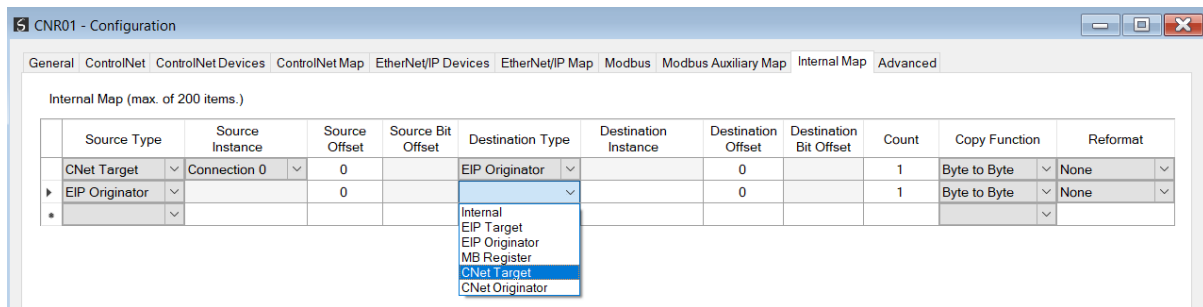 CNR01 - Configuration
General ControlNet ControlNet Devices ControlNet Map EtherNet/IP Devices EtherNet/IP Map Modbus Modbus Auxiliary Map Internal Map Advanced
Internal Map (max. of 200 items.)
Source Type Source Instance Source Offset Source Bit Offset Destination Type Destination Instance Destination Offset Destination Bit Offset Count Copy Function Reformat
CNet Target Connection 0 0 EIP Originator 0 1 Byte to Byte None
EIP Originator 0 0 1 Byte to Byte None
Internal
EIP Target
EIP Originator
MB Register
CNet Target
CNet Originator